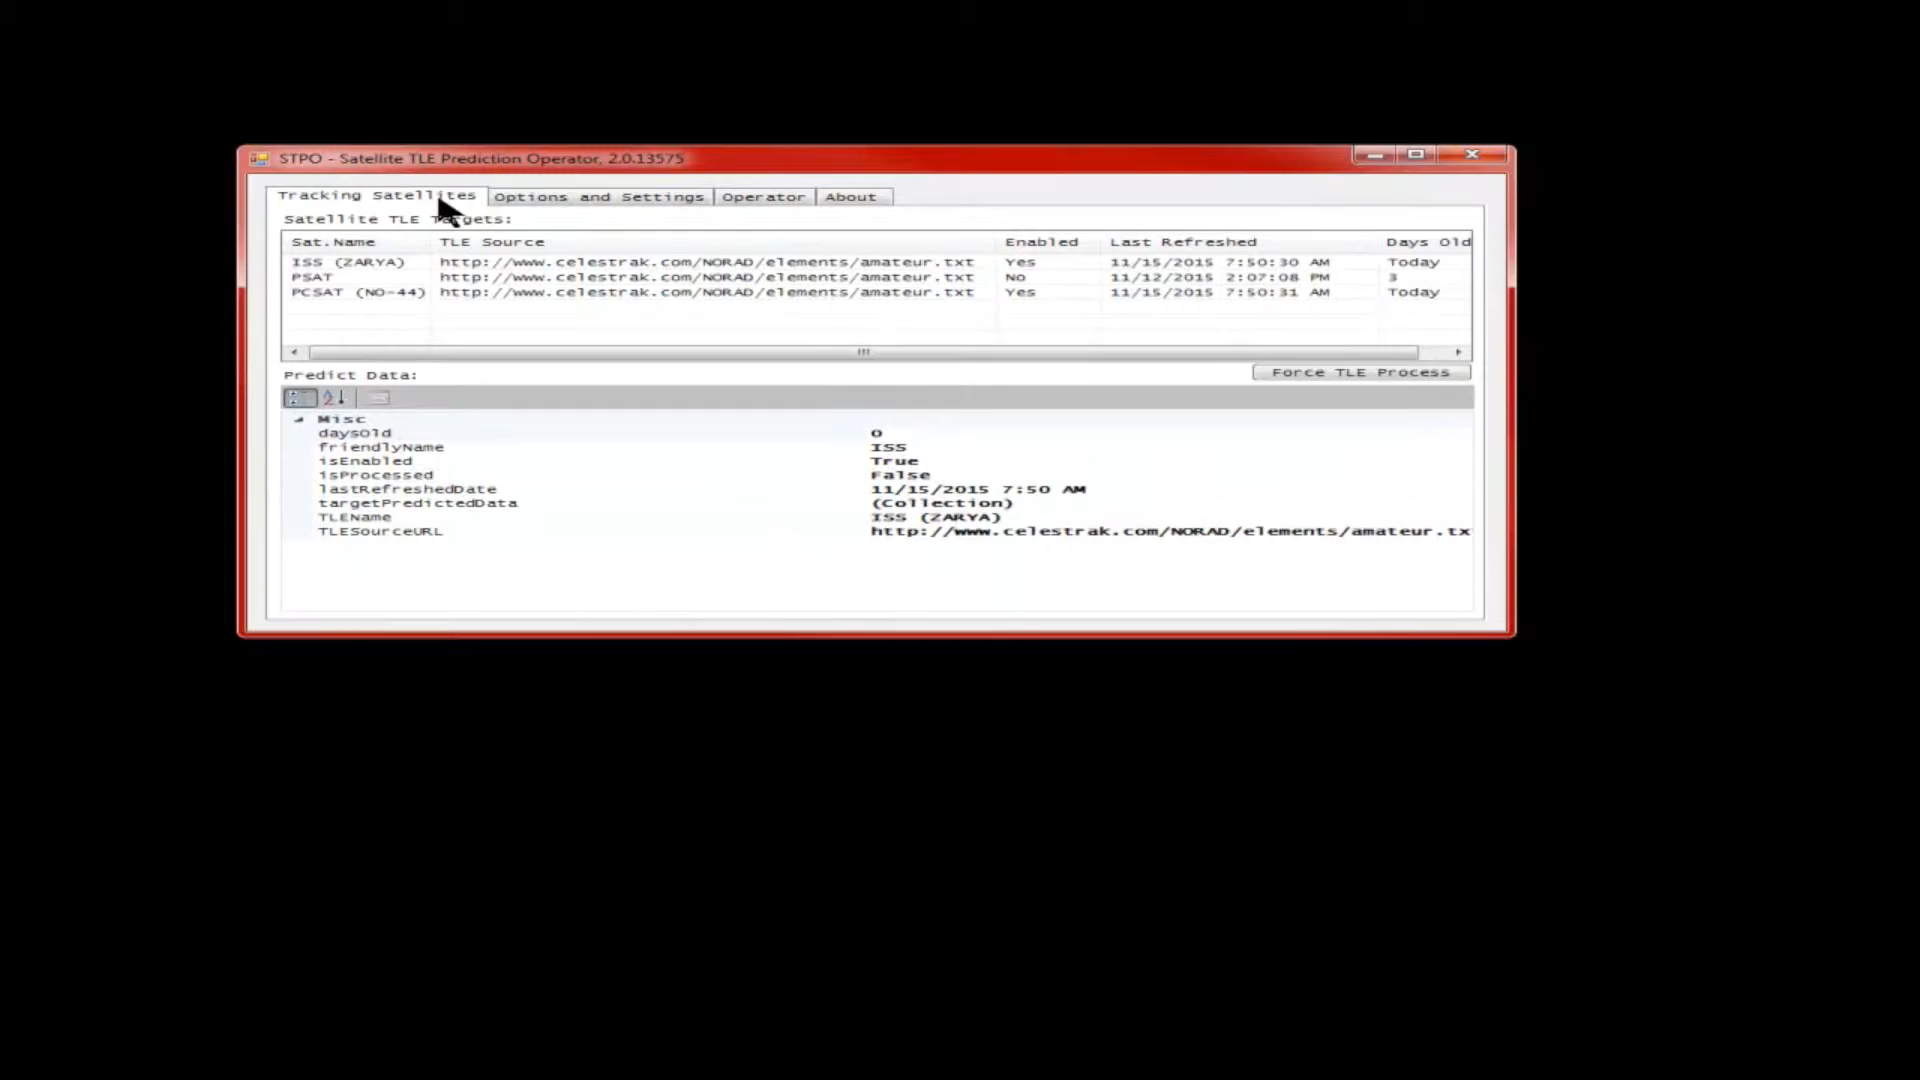 STPO - Satellite TLE Prediction Operator, 2.0.13575
Tracking Satellites Options and Settings Operator About
Satellite TLE Targets:
Sat.Name TLE Source Enabled Last Refreshed Days Old
ISS (ZARYA) http://www.celestrak.com/NORAD/elements/amateur.txt Yes 11/15/2015 7:50:30 AM Today
PSAT http://www.celestrak.com/NORAD/elements/amateur.txt No 11/12/2015 2:07:08 PM 3
PCSAT (NO-44) http://www.celestrak.com/NORAD/elements/amateur.txt Yes 11/15/2015 7:50:31 AM Today
Predict Data: Force TLE Process
Misc
daysOld 0
friendlyName ISS
isEnabled True
isProcessed False
lastRefreshedDate 11/15/2015 7:50 AM
targetPredictedData (Collection)
TLEName ISS (ZARYA)
TLESourceURL http://www.celestrak.com/NORAD/elements/amateur.tx